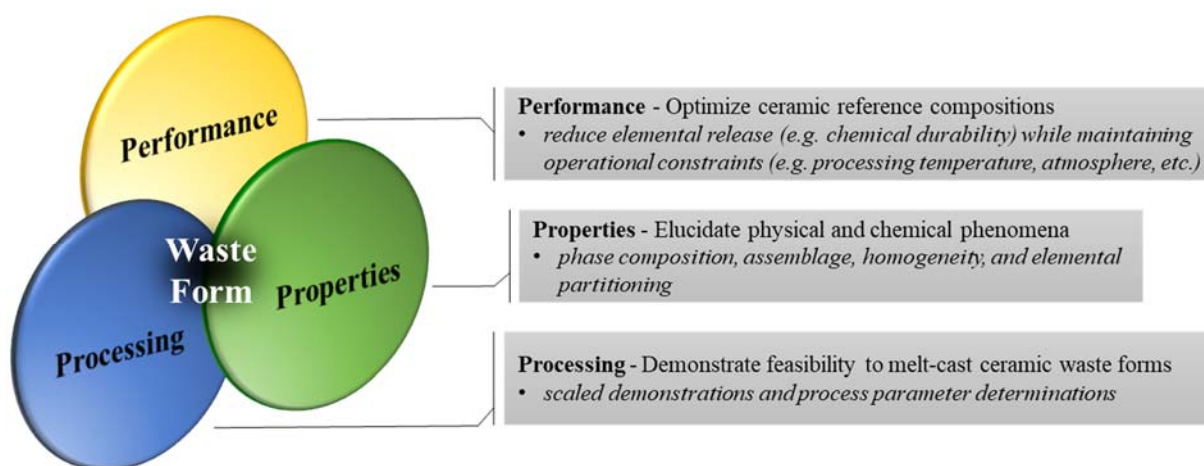 Performance
Waste
Form
Properties
Processing
Performance - Optimize ceramic reference compositions
• reduce elemental release (e.g. chemical durability) while maintaining
operational constraints (e.g. processing temperature, atmosphere, etc.)
Properties - Elucidate physical and chemical phenomena
• phase composition, assemblage, homogeneity, and elemental
partitioning
Processing - Demonstrate feasibility to melt-cast ceramic waste forms
• scaled demonstrations and process parameter determinations